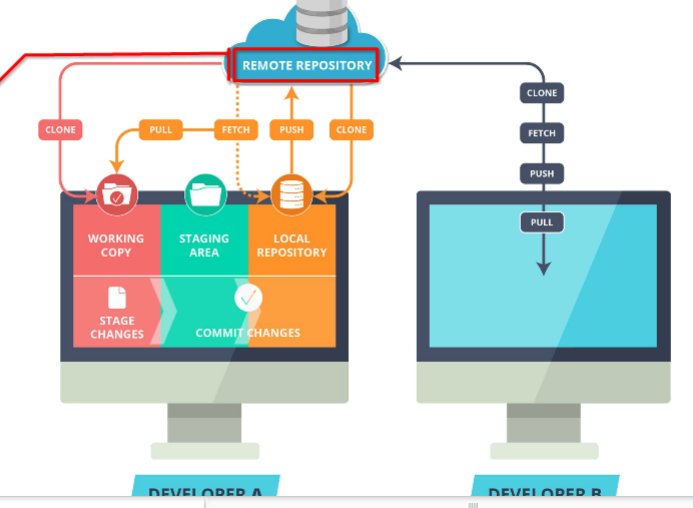 REMOTE REPOSITORY
CLONE
PULL
FETCH
PUSH
CLONE
CLONE
FETCH
PUSH
PULL
WORKING
COPY
STAGING
AREA
LOCAL
REPOSITORY
STAGE
CHANGES
COMMIT CHANGES
DEVELOPER A
DEVELOPER B